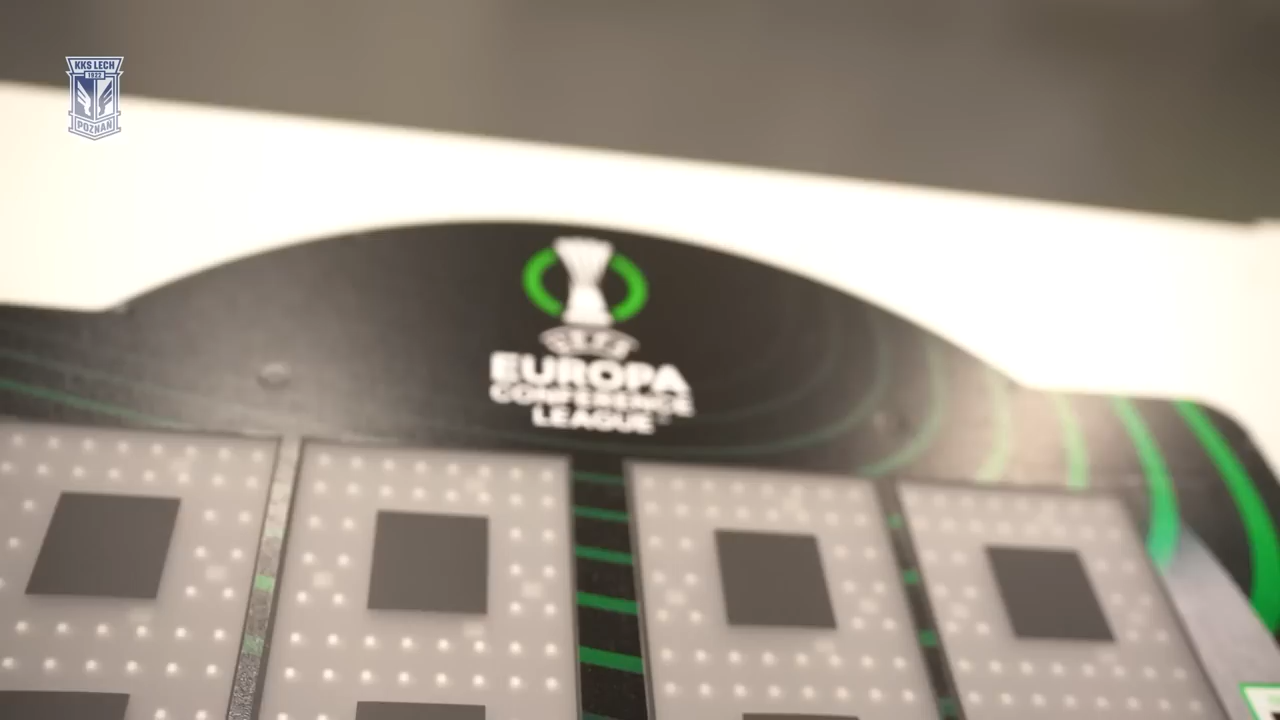 KKS LECH
1922
POZNAŃ
UEFA
EUROPA
CONFERENCE
LEAGUE